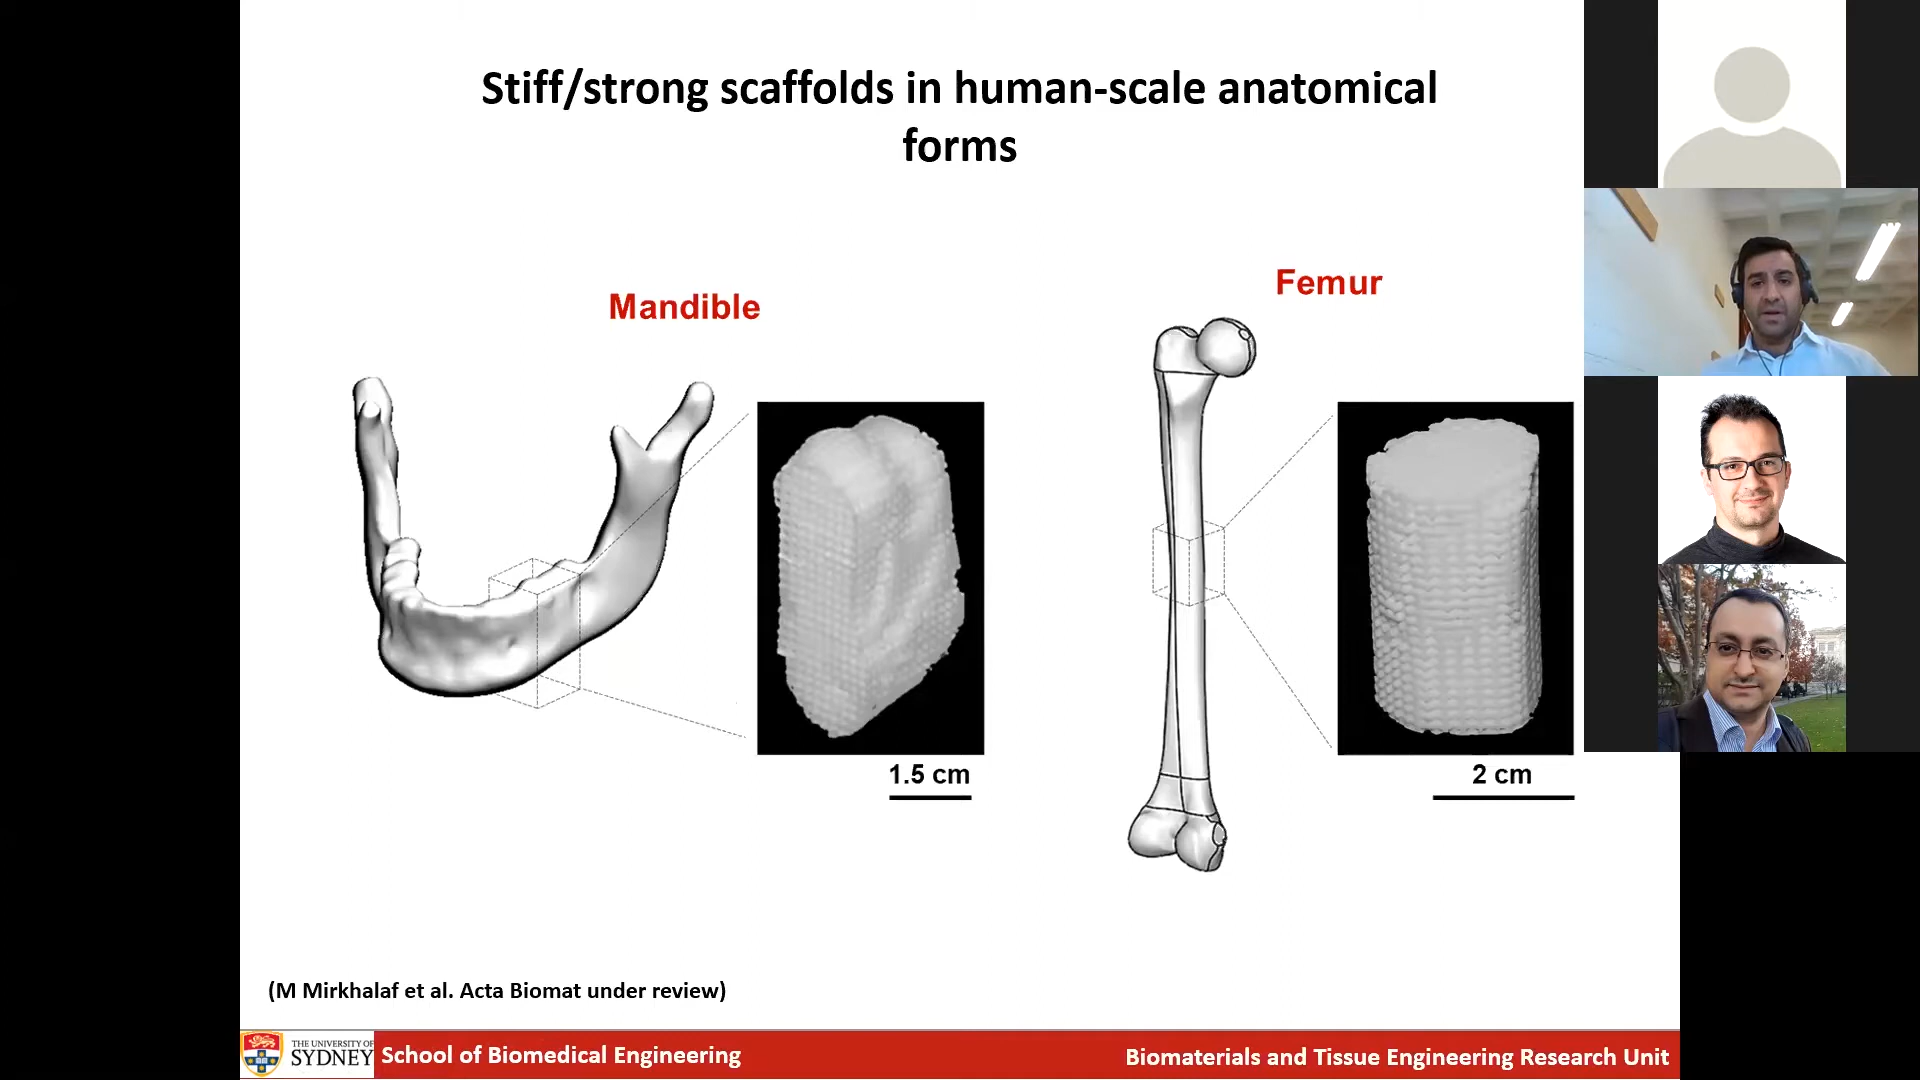 Stiff/strong scaffolds in human-scale anatomical
forms
Mandible
Femur
1.5 cm
2 cm
(M Mirkhalaf et al. Acta Biomat under review)
THE UNIVERSITY OF
SYDNEY
School of Biomedical Engineering
Biomaterials and Tissue Engineering Research Unit